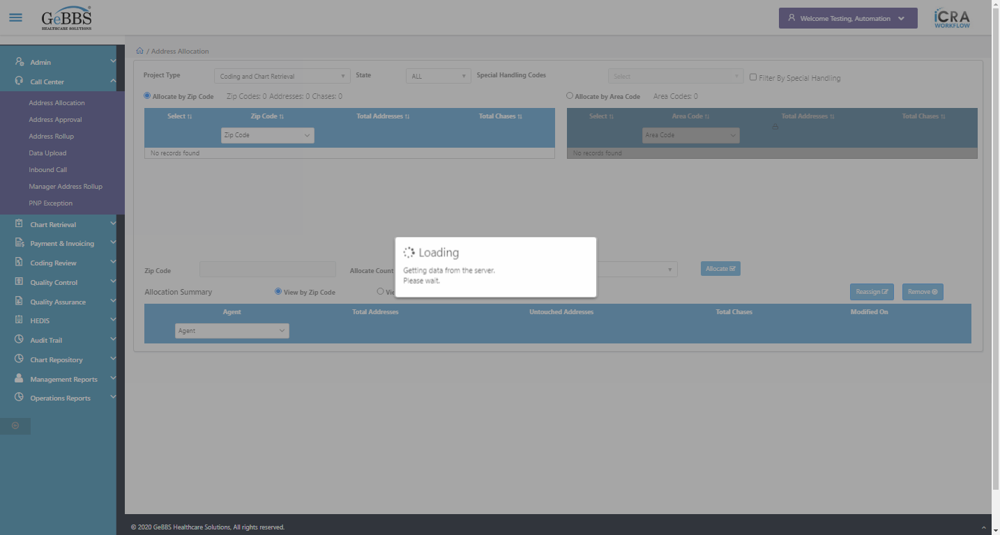 GeBBS
HEALTHCARE SOLUTIONS
Welcome Testing, Automation
iCRA
WORKFLOW
Admin
Call Center
Address Allocation
Address Approval
Address Rollup
Data Upload
Inbound Call
Manager Address Rollup
PNP Exception
Chart Retrieval
Payment & Invoicing
Coding Review
Quality Control
Quality Assurance
HEDIS
Audit Trail
Chart Repository
Management Reports
Operations Reports
/ Address Allocation
Project Type Coding and Chart Retrieval State ALL Special Handling Codes Select Filter By Special Handling
Allocate by Zip Code Zip Codes: 0 Addresses: 0 Chases: 0
Select Zip Code Total Addresses Total Chases
Zip Code
No records found
Allocate by Area Code Area Codes: 0
Select Area Code Total Addresses Total Chases
Area Code
No records found
Loading
Getting data from the server.
Please wait.
Zip Code Allocate Count Allocate
Allocation Summary View by Zip Code Reassign Remove
Agent Total Addresses Untouched Addresses Total Chases Modified On
Agent
© 2020 GeBBS Healthcare Solutions, All rights reserved.